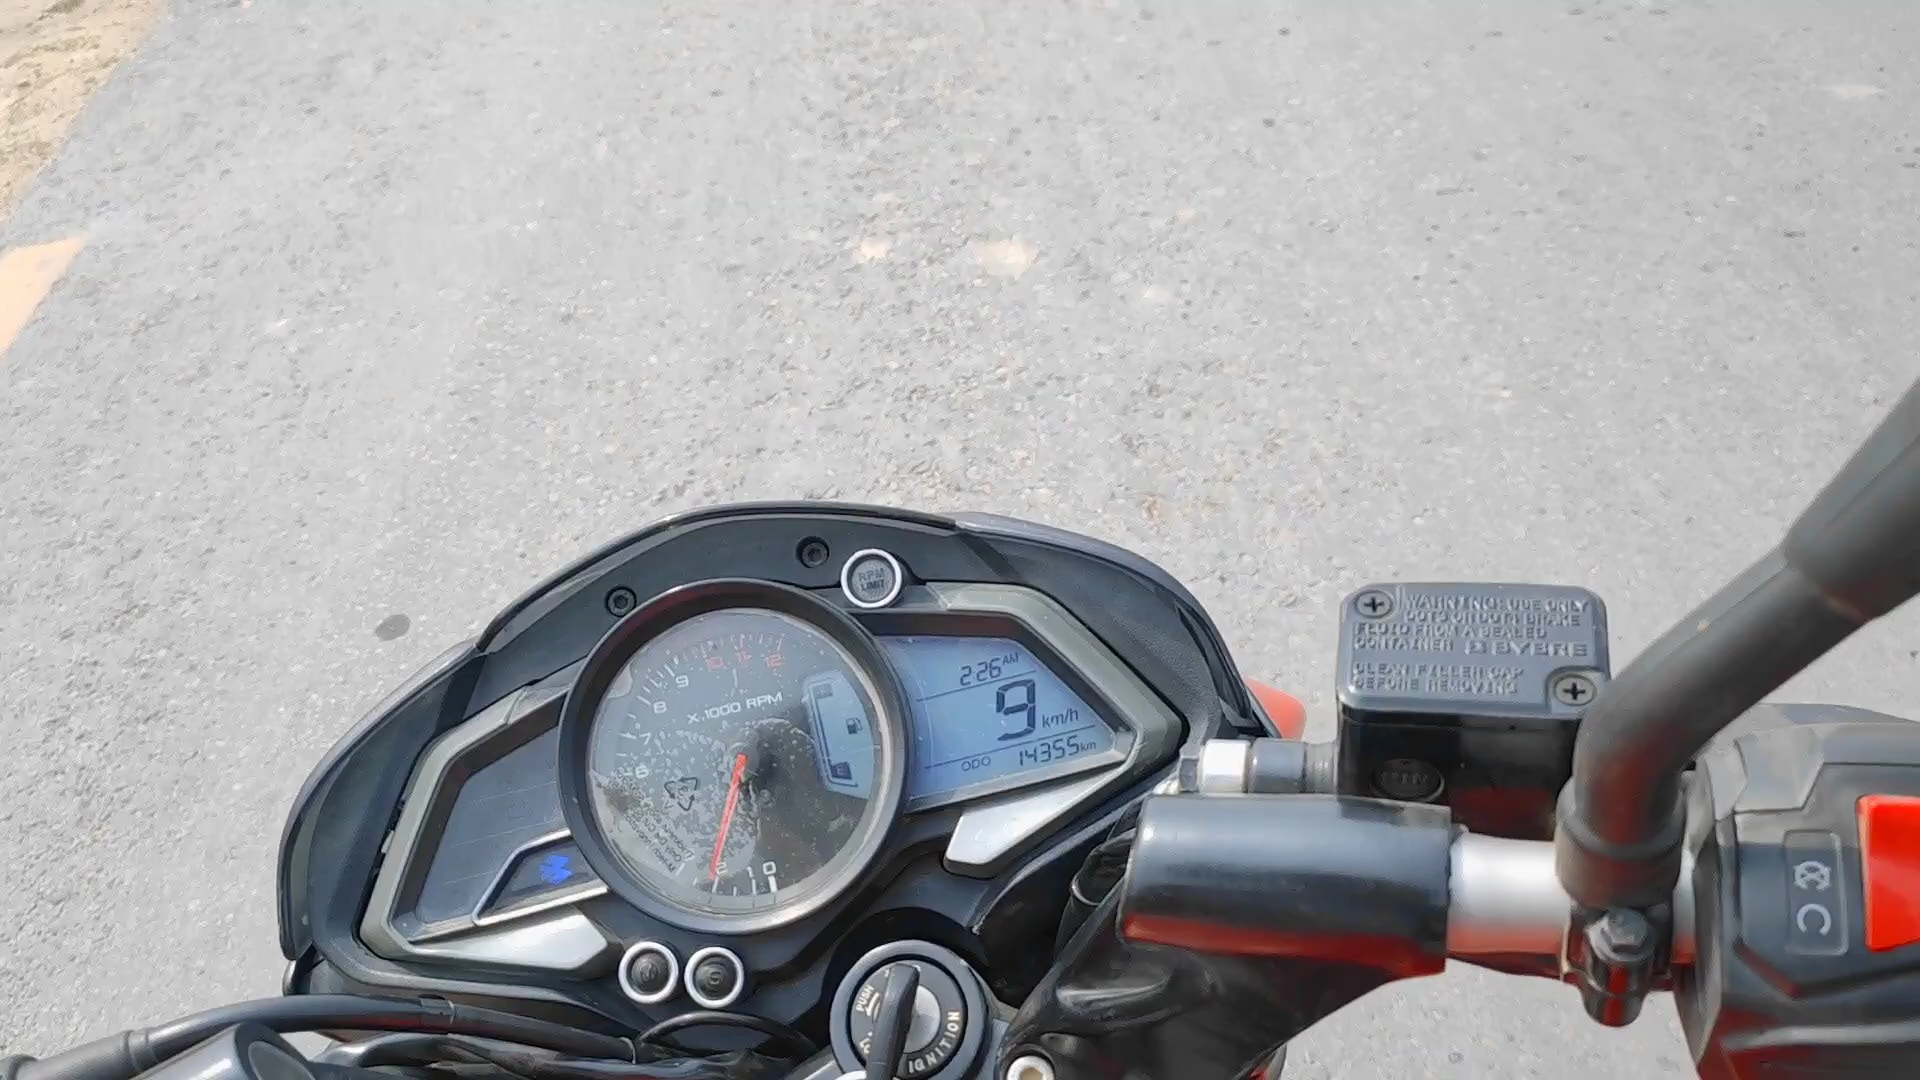 RPM
LIMIT
10 11 12
9
8
7
6
X 1000 RPM
2 1 0
2:26 AM
9 km/h
ODO 14355 km
WARNING: USE ONLY
DOT3 OR DOT4 BRAKE
FLUID FROM A SEALED
CONTAINER BYBRE
CLEAN FILLER CAP
BEFORE REMOVING
PUSH
IGNITION